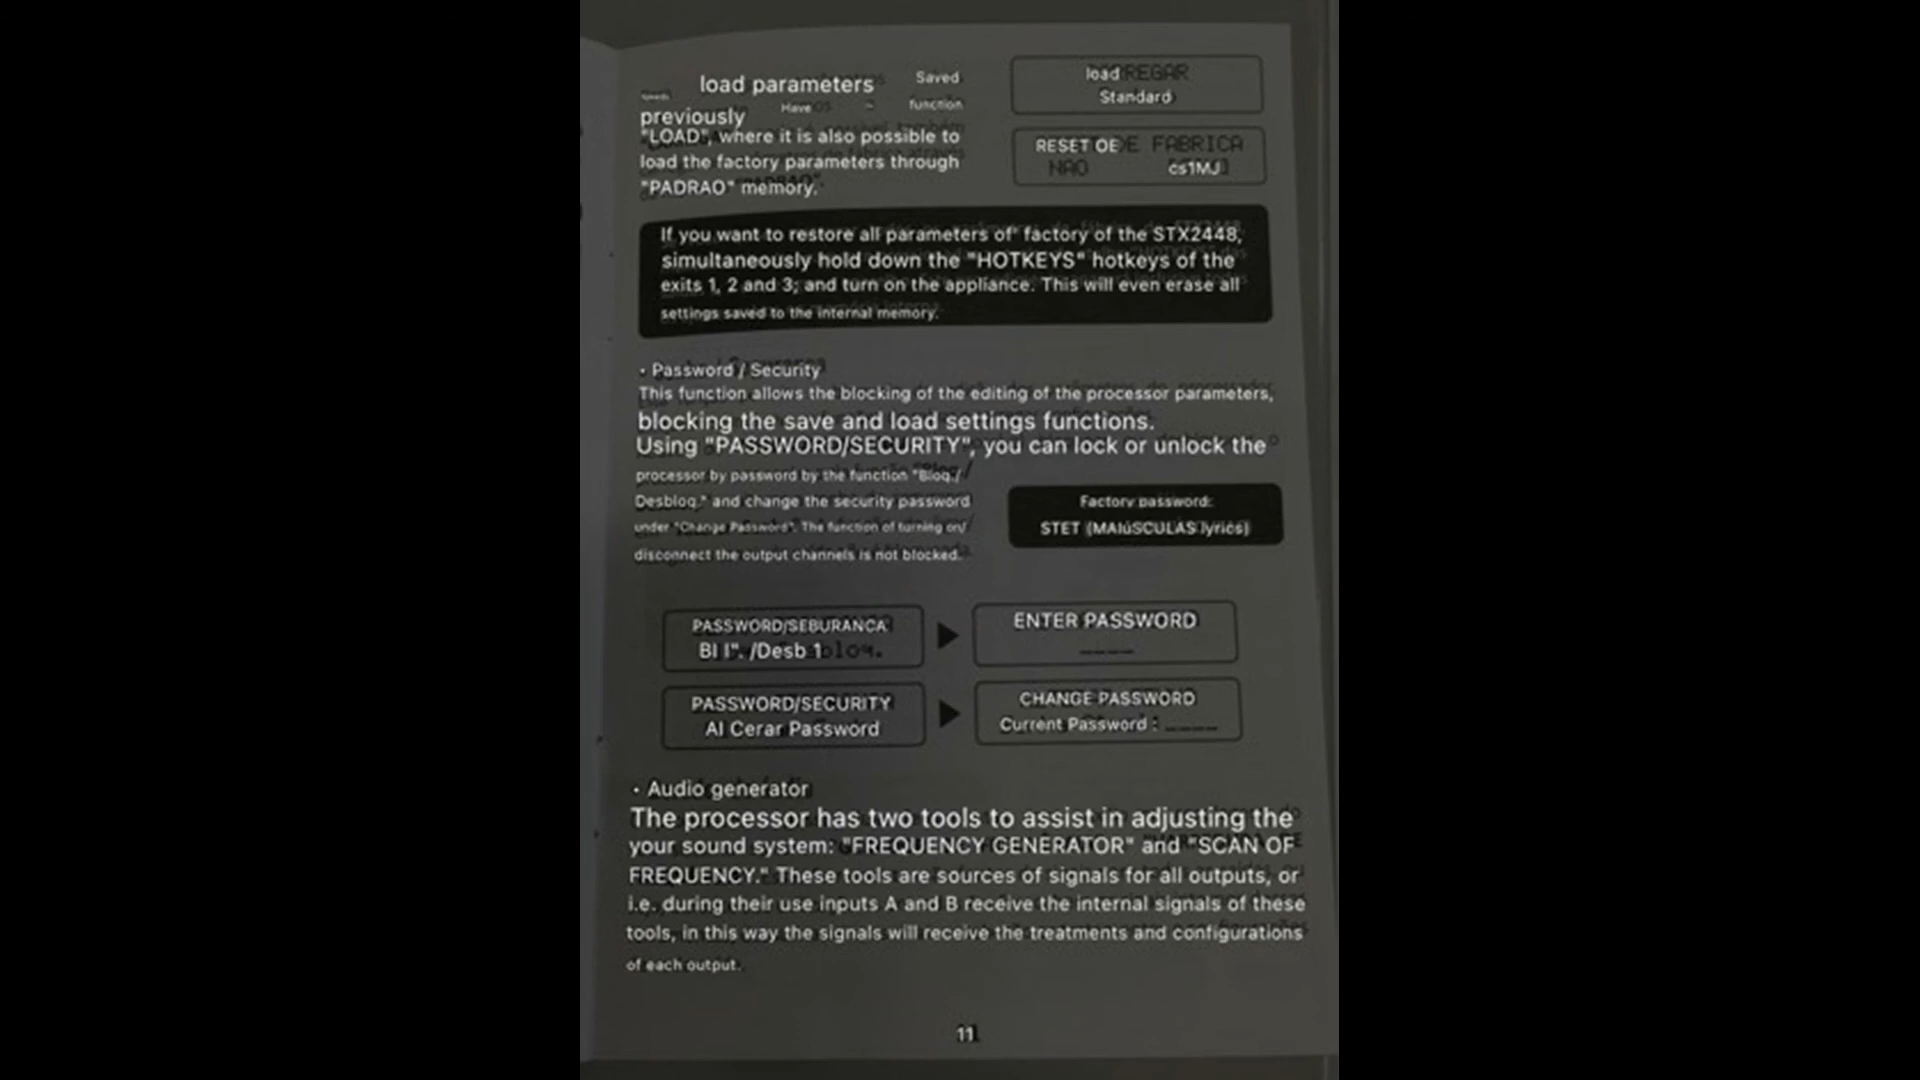 load parameters Saved
Have function
previously
"LOAD", where it is also possible to
load the factory parameters through
"PADRAO" memory.
load
Standard
RESET OE DE FABRICA
NAO cs1MJ
If you want to restore all parameters of factory of the STX2448,
simultaneously hold down the "HOTKEYS" hotkeys of the
exits 1, 2 and 3; and turn on the appliance. This will even erase all
settings saved to the internal memory.
• Password / Security
This function allows the blocking of the editing of the processor parameters,
blocking the save and load settings functions.
Using "PASSWORD/SECURITY", you can lock or unlock the
processor by password by the function "Bloq./
Desbloq." and change the security password
under "Change Password". The function of turning on/
disconnect the output channels is not blocked.
Factory password:
STET (MAIúSCULAS lyrics)
PASSWORD/SEBURANCA
BI I". /Desb 1
ENTER PASSWORD
____
PASSWORD/SECURITY
AI Cerar Password
CHANGE PASSWORD
Current Password : ____
• Audio generator
The processor has two tools to assist in adjusting the
your sound system: "FREQUENCY GENERATOR" and "SCAN OF
FREQUENCY." These tools are sources of signals for all outputs, or
i.e. during their use inputs A and B receive the internal signals of these
tools, in this way the signals will receive the treatments and configurations
of each output.
11